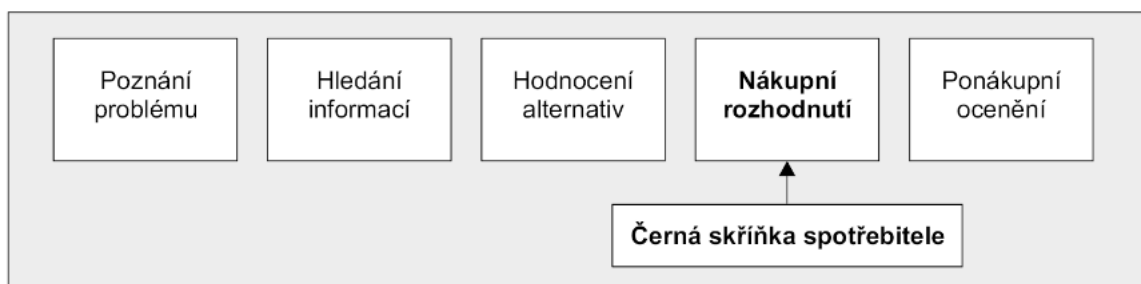 Poznání
problému
Hledání
informací
Hodnocení
alternativ
Nákupní
rozhodnutí
Ponákupní
ocenění
Černá skříňka spotřebitele